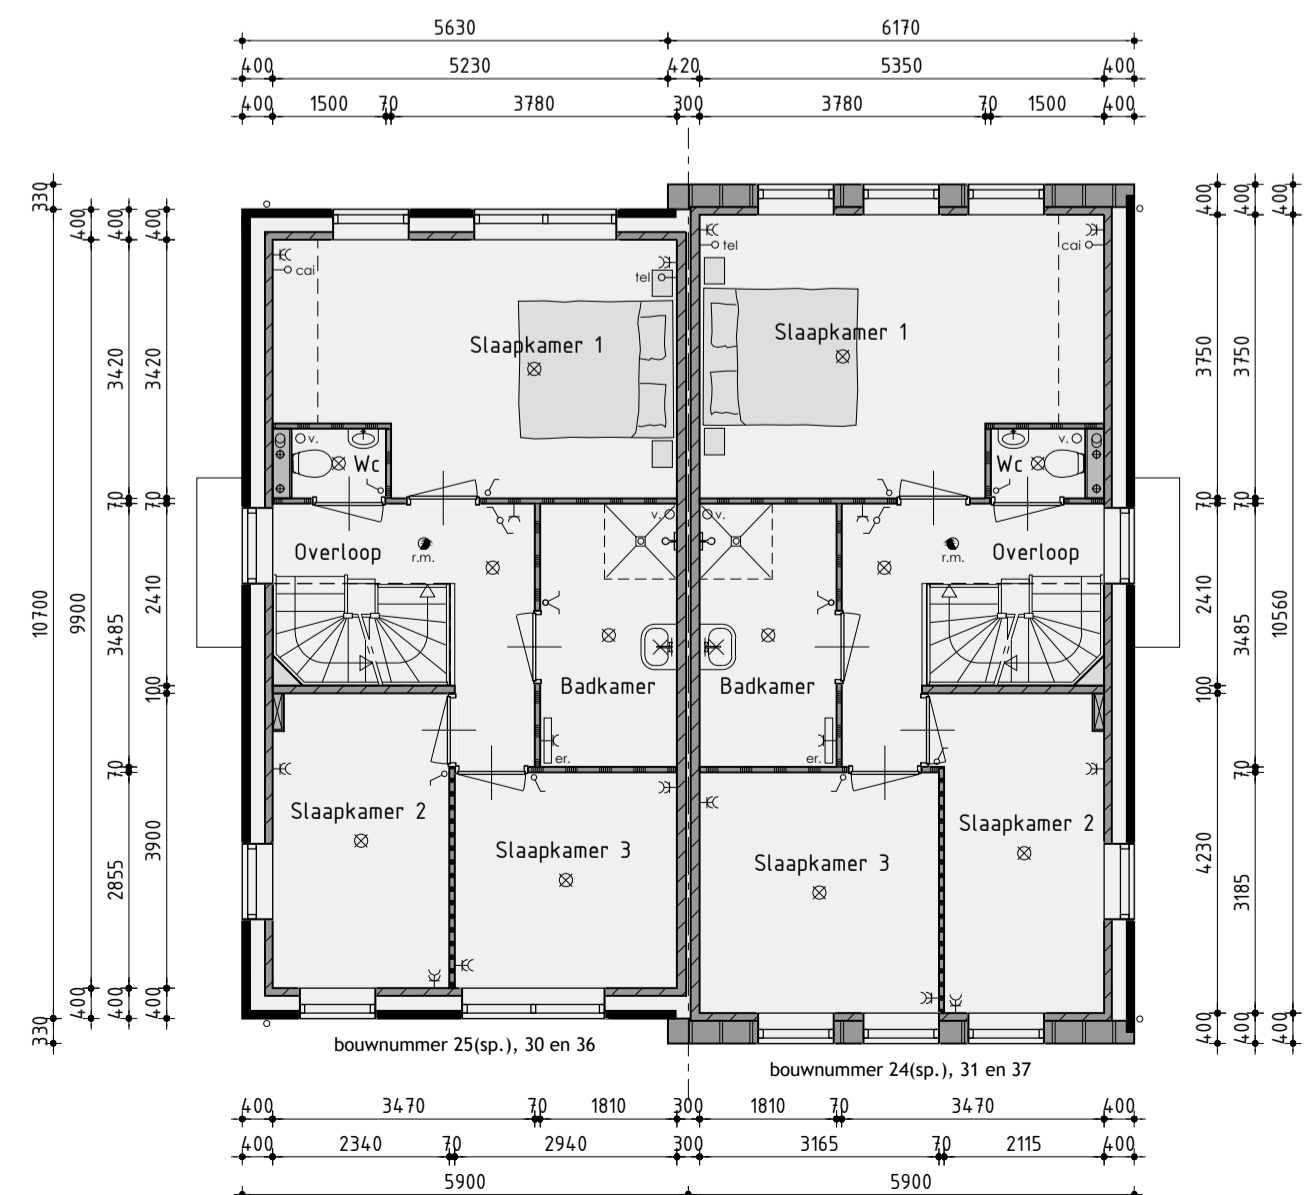 5630 6170
400 5230 420 5350 400
400 1500 70 3780 300 3780 70 1500 400
330 400 400 400 400 400 400
tel cai
cai tel
Slaapkamer 1 Slaapkamer 1
3420 3420 3750 3750
v. v.
Wc Wc
70 70 70 70
v. v.
Overloop r.m. r.m. Overloop
10700 9900 3485 2410 2410 3485 10560
Badkamer Badkamer
100 100
er. er.
70 70
Slaapkamer 2 Slaapkamer 3 Slaapkamer 3 Slaapkamer 2
2855 3900 4230 3185
330 400 400 400 400 400 400
bouwnummer 25(sp.), 30 en 36
bouwnummer 24(sp.), 31 en 37
400 3470 70 1810 300 1810 70 3470 400
400 2340 70 2940 300 3165 70 2115 400
5900 5900